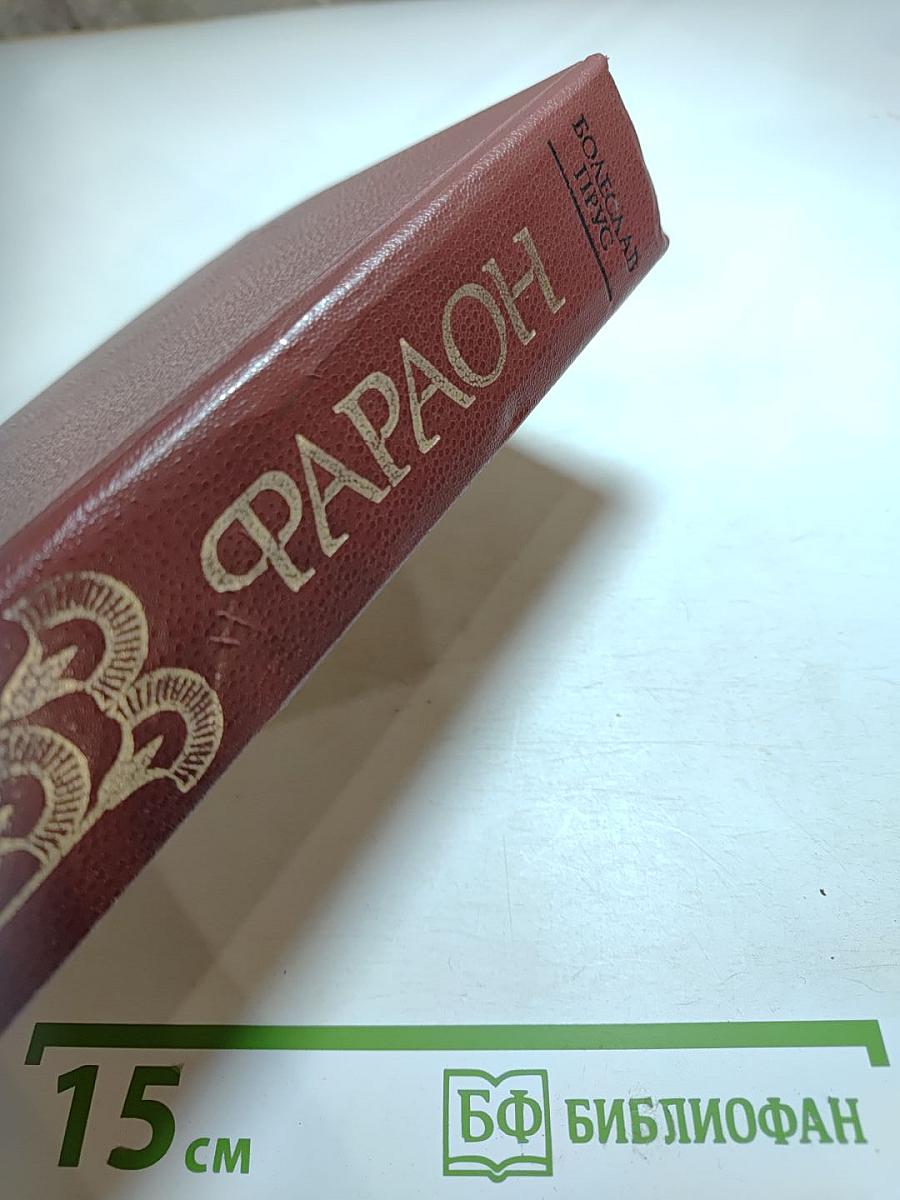 БОЛЕСЛАВ
ПРУС
ФАРАОН
15 см
БФ БИБЛИОФАН